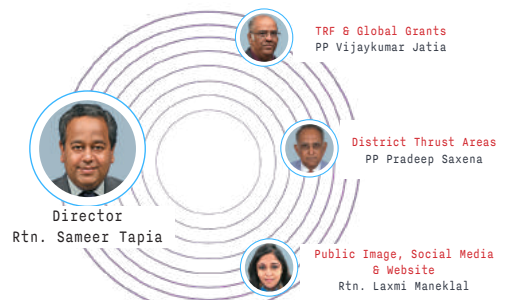 TRF & Global Grants
PP Vijaykumar Jatia
District Thrust Areas
PP Pradeep Saxena
Director
Rtn. Sameer Tapia
Public Image, Social Media
& Website
Rtn. Laxmi Maneklal